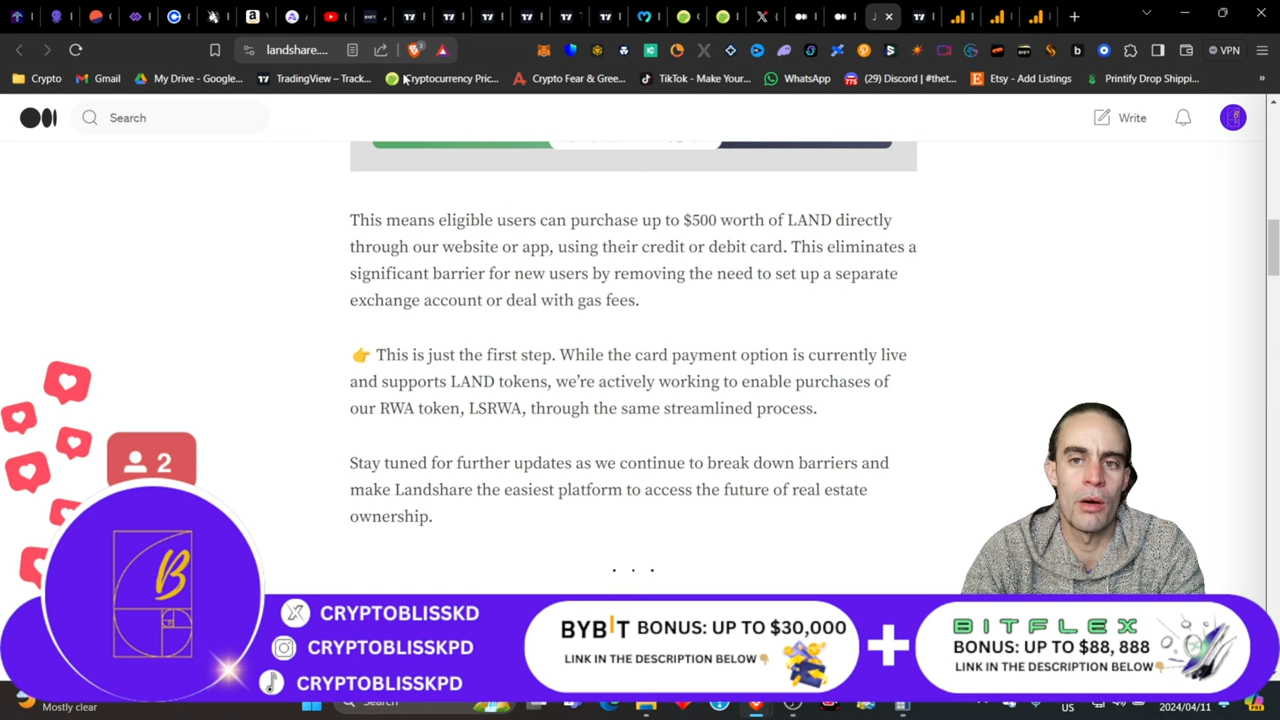 landshare....
VPN
Crypto
Gmail
My Drive - Google...
TradingView – Track...
Cryptocurrency Pric...
Crypto Fear & Gree...
TikTok - Make Your...
WhatsApp
(29) Discord | #thet...
Etsy - Add Listings
Printify Drop Shippi...
Search
Write
This means eligible users can purchase up to $500 worth of LAND directly
through our website or app, using their credit or debit card. This eliminates a
significant barrier for new users by removing the need to set up a separate
exchange account or deal with gas fees.
👉 This is just the first step. While the card payment option is currently live
and supports LAND tokens, we're actively working to enable purchases of
our RWA token, LSRWA, through the same streamlined process.
Stay tuned for further updates as we continue to break down barriers and
make Landshare the easiest platform to access the future of real estate
ownership.
. . .
2
B
CRYPTOBLISSKD
CRYPTOBLISSKPD
CRYPTOBLISSKPD
BYBIT BONUS: UP TO $30,000
LINK IN THE DESCRIPTION BELOW👇🏼
+
BITFLEX
BONUS: UP TO $88, 888
LINK IN THE DESCRIPTION BELOW👇🏼
Mostly clear
Search
US
2024/04/11